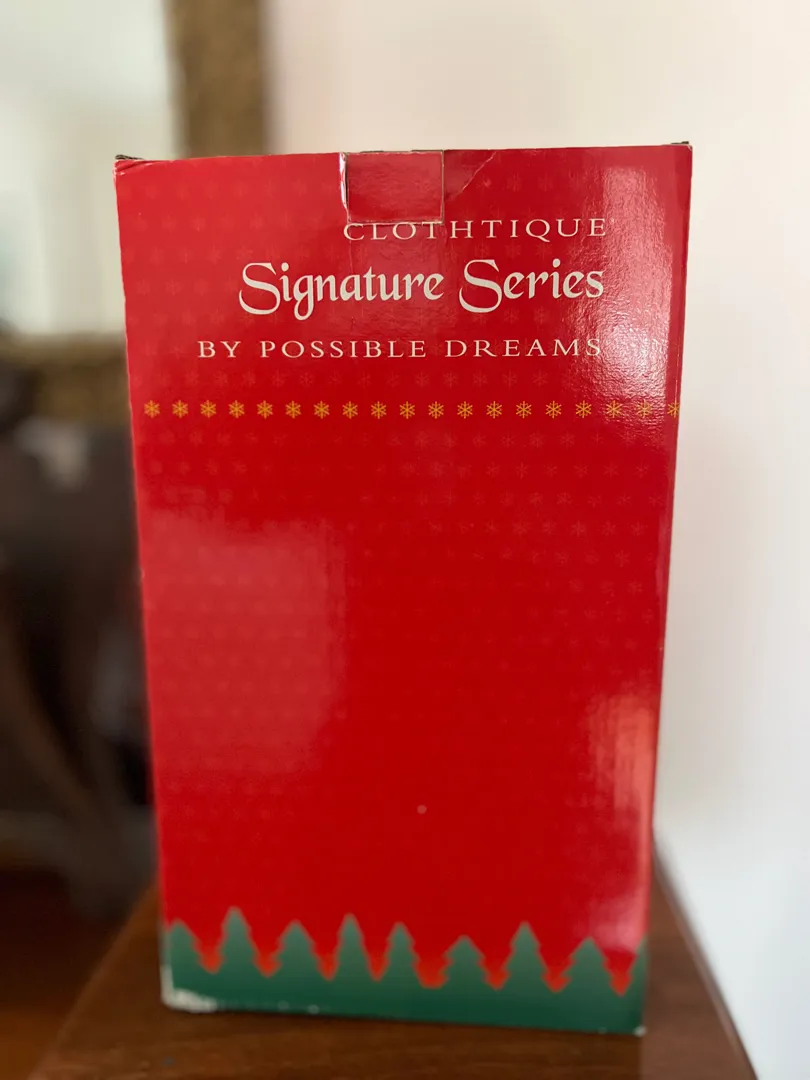 CLOTHTIQUE
Signature Series
BY POSSIBLE DREAMS